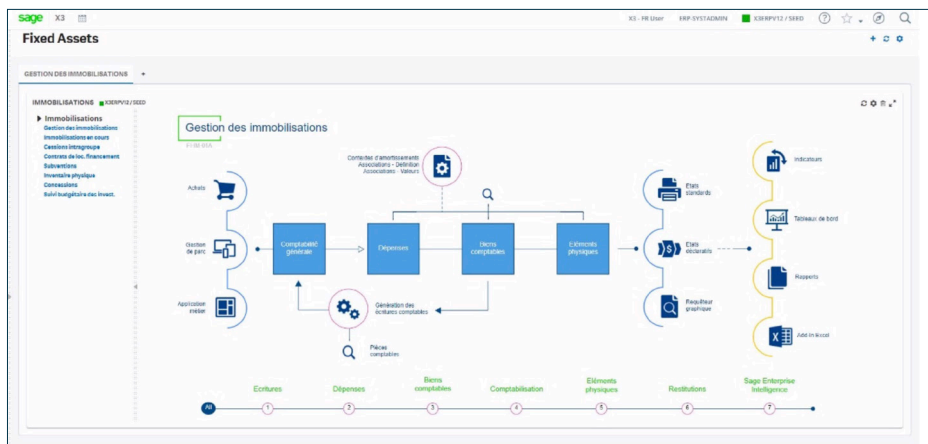 sage X3
X3 - FR User ERP-SYSTADMIN X3ERPV12 / SEED
Fixed Assets
GESTION DES IMMOBILISATIONS +
IMMOBILISATIONS X3ERPV12 / SEED
Immobilisations
Gestion des immobilisations
Immobilisations en cours
Cessions intragroupe
Contrats de loc. financement
Subventions
Inventaire physique
Concessions
Suivi budgétaire des invest.
Gestion des immobilisations
Contextes d'amortissements
Associations - Définition
Associations - Valeurs
Achats
Gestion
de parc
Application
métier
Comptabilité
générale
Dépenses
Biens
comptables
Eléments
physiques
Génération des
écritures comptables
Pièces
comptables
Etats
standards
Etats
déclaratifs
Requêteur
graphique
Indicateurs
Tableaux de bord
Rapports
Add-in Excel
All
Ecritures
1
Dépenses
2
Biens
comptables
3
Comptabilisation
4
Eléments
physiques
5
Restitutions
6
Sage Enterprise
Intelligence
7